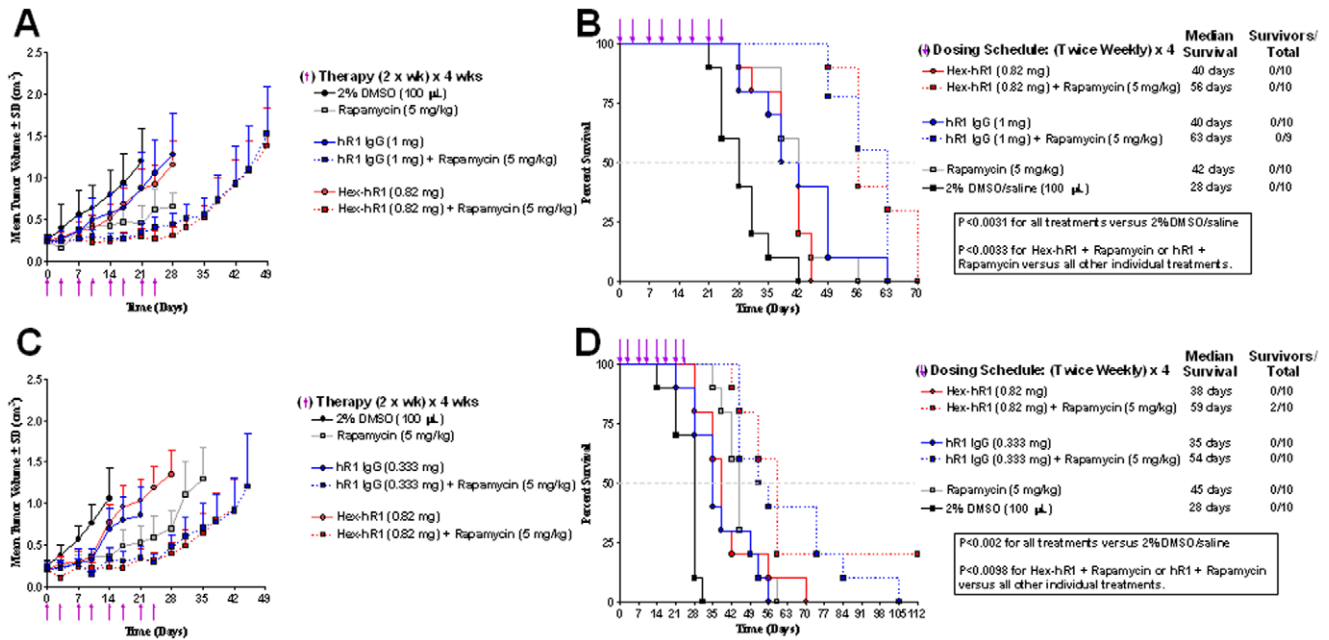 A
2.5
2.0
1.5
1.0
0.5
0.0
Mean Tumor Volume ± SD (cm³)
0 7 14 21 28 35 42 49
Time (Days)
(↑) Therapy (2 x wk) x 4 wks
2% DMSO (100 µL)
Rapamycin (5 mg/kg)
hR1 IgG (1 mg)
hR1 IgG (1 mg) + Rapamycin (5 mg/kg)
Hex-hR1 (0.82 mg)
Hex-hR1 (0.82 mg) + Rapamycin (5 mg/kg)
B
100
75
50
25
0
Percent Survival
0 7 14 21 28 35 42 49 56 63 70
Time (Days)
(↓) Dosing Schedule: (Twice Weekly) x 4
Median Survival
Survivors/ Total
Hex-hR1 (0.82 mg) 40 days 0/10
Hex-hR1 (0.82 mg) + Rapamycin (5 mg/kg) 56 days 0/10
hR1 IgG (1 mg) 40 days 0/10
hR1 IgG (1 mg) + Rapamycin (5 mg/kg) 63 days 0/9
Rapamycin (5 mg/kg) 42 days 0/10
2% DMSO/saline (100 µL) 28 days 0/10
P<0.0031 for all treatments versus 2%DMSO/saline
P<0.0033 for Hex-hR1 + Rapamycin or hR1 +
Rapamycin versus all other individual treatments.
C
2.5
2.0
1.5
1.0
0.5
0.0
Mean Tumor Volume ± SD (cm³)
0 7 14 21 28 35 42 49
Time (Days)
(↑) Therapy (2 x wk) x 4 wks
2% DMSO (100 µL)
Rapamycin (5 mg/kg)
hR1 IgG (0.333 mg)
hR1 IgG (0.333 mg) + Rapamycin (5 mg/kg)
Hex-hR1 (0.82 mg)
Hex-hR1 (0.82 mg) + Rapamycin (5 mg/kg)
D
100
75
50
25
0
Percent Survival
0 7 14 21 28 35 42 49 56 63 70 77 84 91 98 105 112
Time (Days)
(↓) Dosing Schedule: (Twice Weekly) x 4
Median Survival
Survivors/ Total
Hex-hR1 (0.82 mg) 38 days 0/10
Hex-hR1 (0.82 mg) + Rapamycin (5 mg/kg) 59 days 2/10
hR1 IgG (0.333 mg) 35 days 0/10
hR1 IgG (0.333 mg) + Rapamycin (5 mg/kg) 54 days 0/10
Rapamycin (5 mg/kg) 45 days 0/10
2% DMSO (100 µL) 28 days 0/10
P<0.002 for all treatments versus 2%DMSO/saline
P<0.0098 for Hex-hR1 + Rapamycin or hR1 + Rapamycin
versus all other individual treatments.